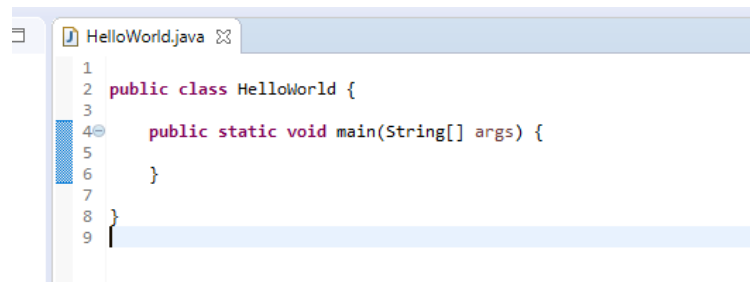 HelloWorld.java
1
2 public class HelloWorld {
3
4 public static void main(String[] args) {
5
6 }
7
8 }
9